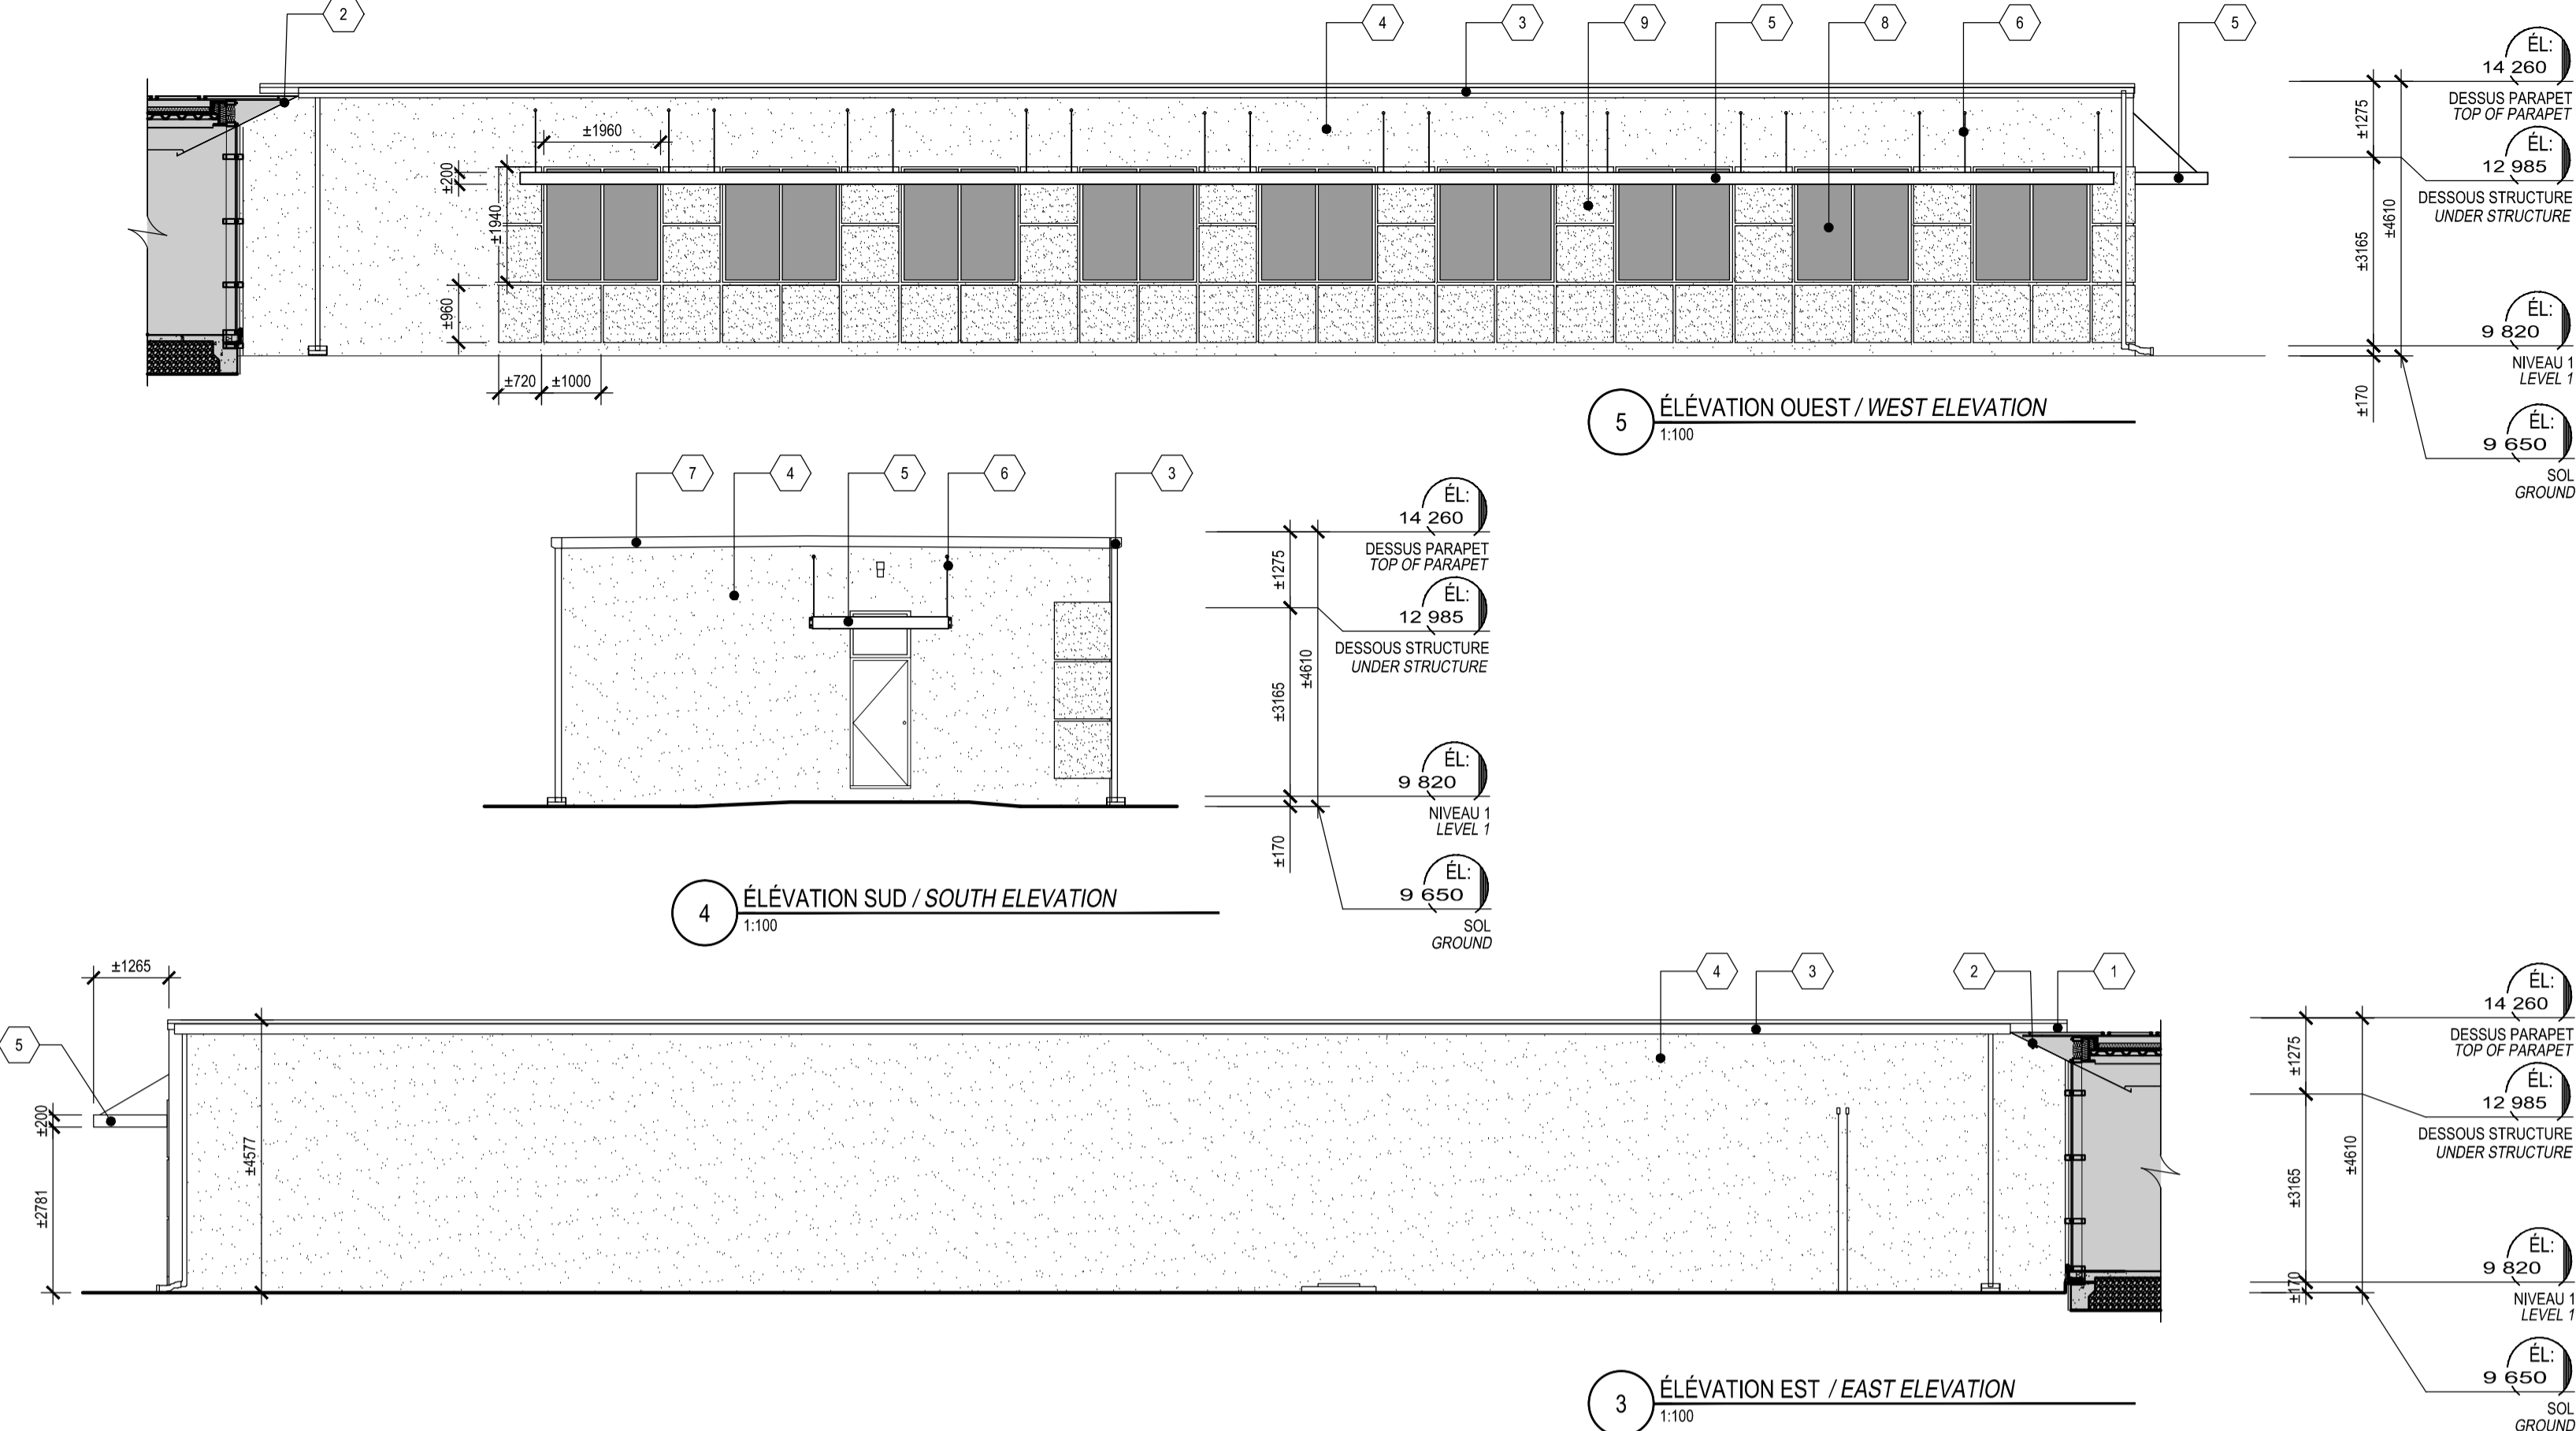 2
4
3
9
5
8
6
5
±1960
±200
±1940
±960
±720
±1000
±1275
±3165
±4610
±170
ÉL:
14 260
DESSUS PARAPET
TOP OF PARAPET
ÉL:
12 985
DESSOUS STRUCTURE
UNDER STRUCTURE
ÉL:
9 820
NIVEAU 1
LEVEL 1
ÉL:
9 650
SOL
GROUND
5
ÉLÉVATION OUEST / WEST ELEVATION
1:100
7
4
5
6
3
±1275
±3165
±4610
±170
ÉL:
14 260
DESSUS PARAPET
TOP OF PARAPET
ÉL:
12 985
DESSOUS STRUCTURE
UNDER STRUCTURE
ÉL:
9 820
NIVEAU 1
LEVEL 1
ÉL:
9 650
SOL
GROUND
4
ÉLÉVATION SUD / SOUTH ELEVATION
1:100
±1265
5
4
3
2
1
±200
±2781
±4577
±1275
±3165
±4610
±170
ÉL:
14 260
DESSUS PARAPET
TOP OF PARAPET
ÉL:
12 985
DESSOUS STRUCTURE
UNDER STRUCTURE
ÉL:
9 820
NIVEAU 1
LEVEL 1
ÉL:
9 650
SOL
GROUND
3
ÉLÉVATION EST / EAST ELEVATION
1:100